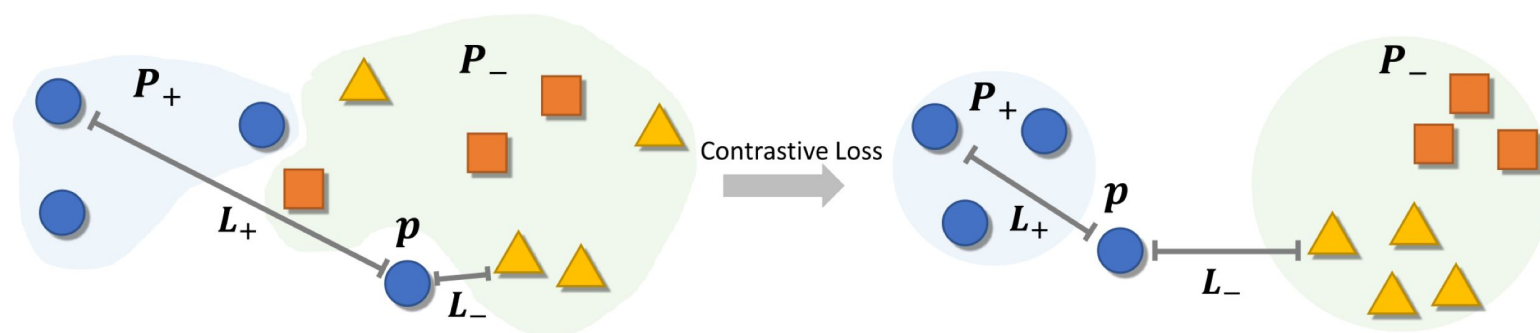 P₊
P₋
L₊
p
L₋
Contrastive Loss
P₊
P₋
p
L₊
L₋